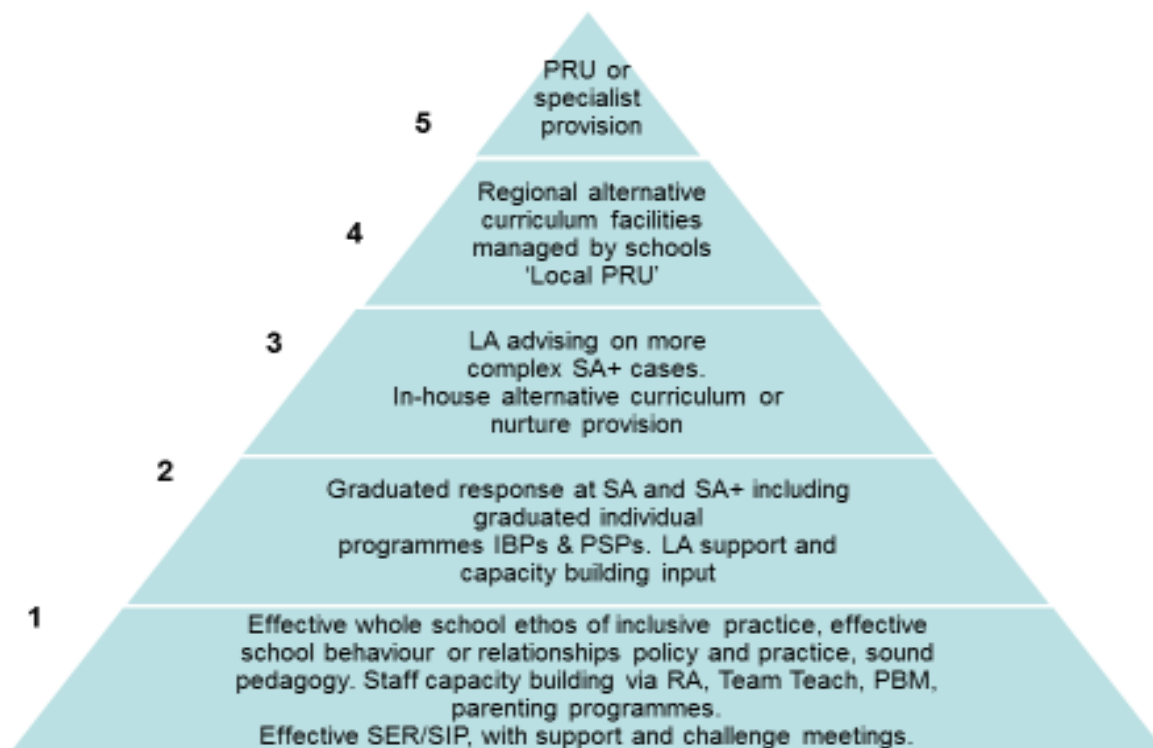 PRU or
specialist
provision
5
Regional alternative
curriculum facilities
managed by schools
'Local PRU'
4
LA advising on more
complex SA+ cases.
In-house alternative curriculum or
nurture provision
3
Graduated response at SA and SA+ including
graduated individual
programmes IBPs & PSPs. LA support and
capacity building input
2
Effective whole school ethos of inclusive practice, effective
school behaviour or relationships policy and practice, sound
pedagogy. Staff capacity building via RA, Team Teach, PBM,
parenting programmes.
Effective SER/SIP, with support and challenge meetings.
1